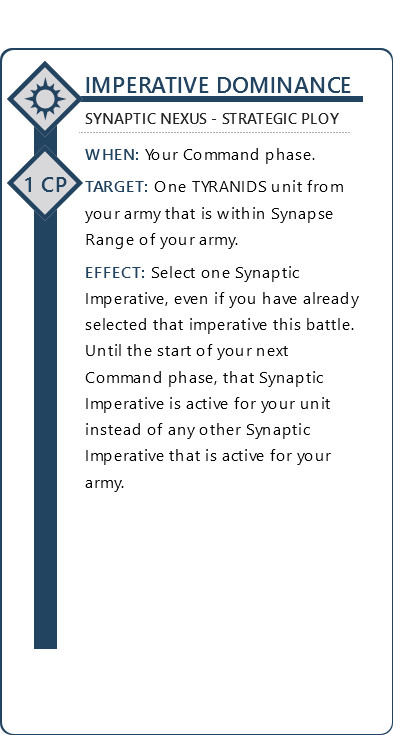 IMPERATIVE DOMINANCE
SYNAPTIC NEXUS - STRATEGIC PLOY
1 CP
WHEN: Your Command phase.
TARGET: One TYRANIDS unit from
your army that is within Synapse
Range of your army.
EFFECT: Select one Synaptic
Imperative, even if you have already
selected that imperative this battle.
Until the start of your next
Command phase, that Synaptic
Imperative is active for your unit
instead of any other Synaptic
Imperative that is active for your
army.